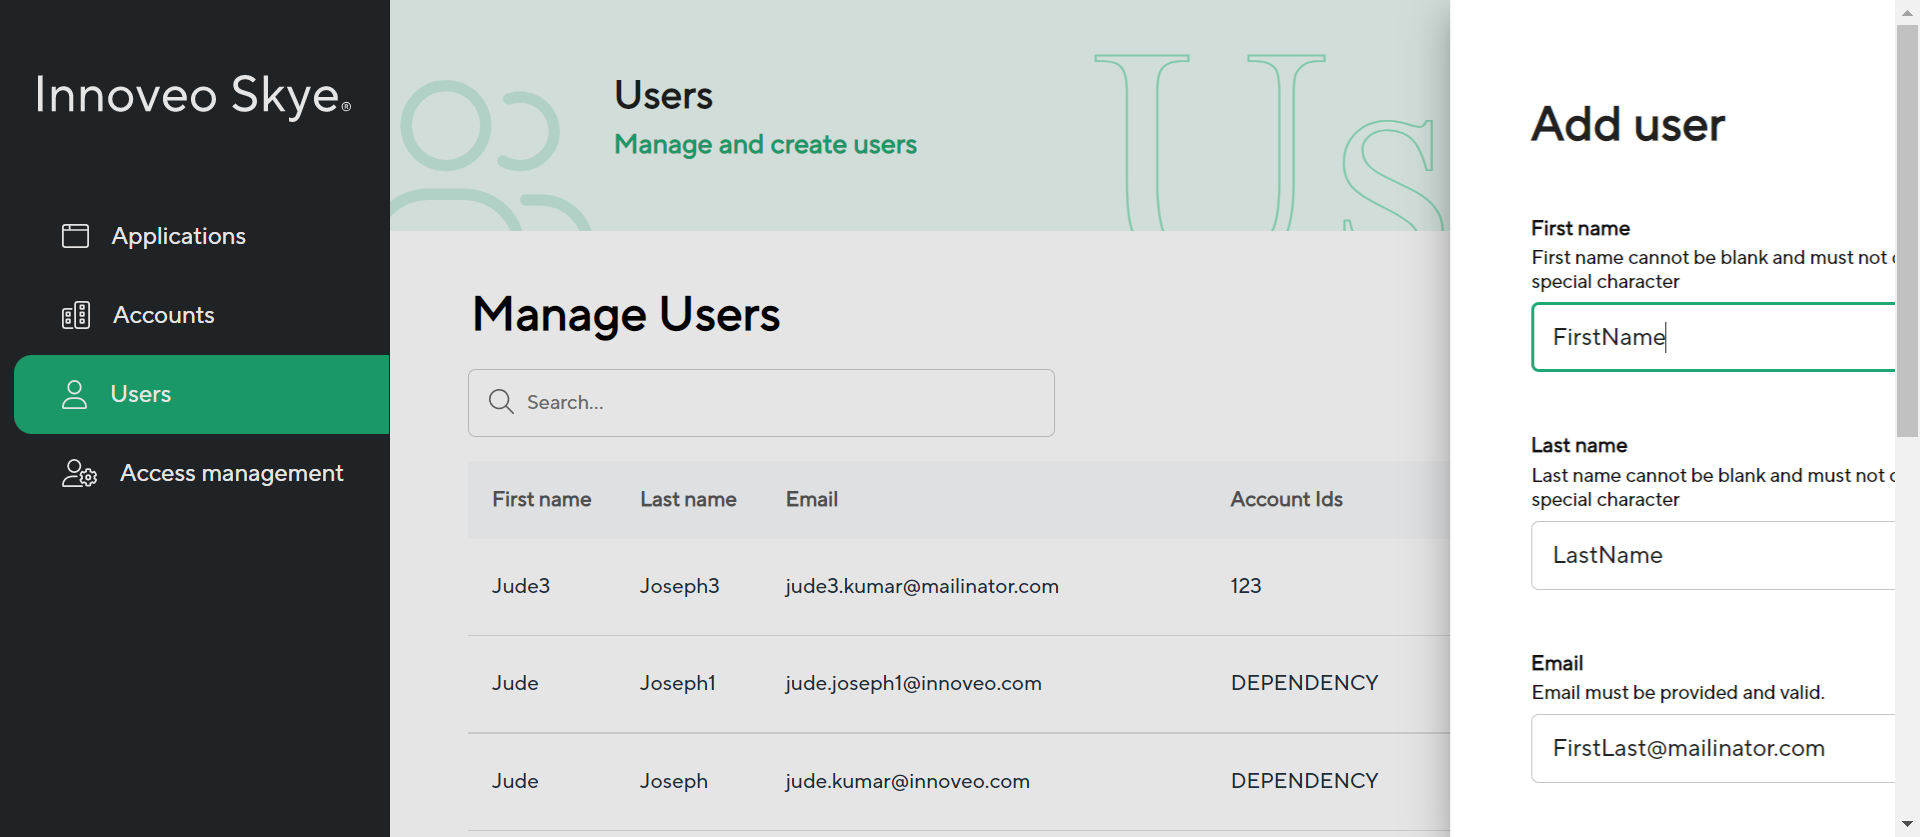 Innoveo Skye®
Applications
Accounts
Users
Access management
Users
Manage and create users
Us
Manage Users
Search...
First name Last name Email Account Ids
Jude3 Joseph3 jude3.kumar@mailinator.com 123
Jude Joseph1 jude.joseph1@innoveo.com DEPENDENCY
Jude Joseph jude.kumar@innoveo.com DEPENDENCY
Add user
First name
First name cannot be blank and must not
special character
FirstName
Last name
Last name cannot be blank and must not
special character
LastName
Email
Email must be provided and valid.
FirstLast@mailinator.com